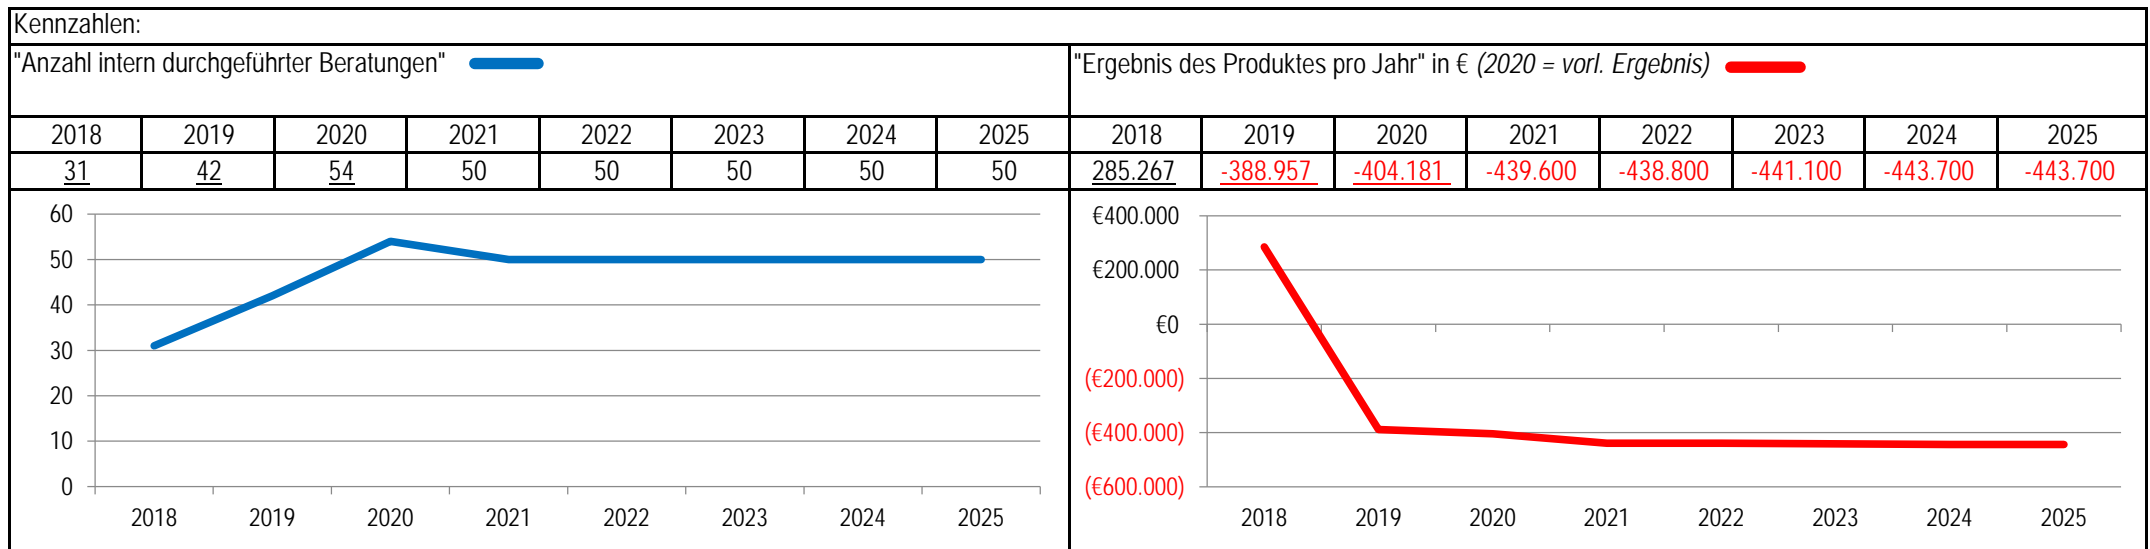 Kennzahlen:
"Anzahl intern durchgeführter Beratungen"
"Ergebnis des Produktes pro Jahr" in € (2020 = vorl. Ergebnis)
2018 2019 2020 2021 2022 2023 2024 2025 2018 2019 2020 2021 2022 2023 2024 2025
31 42 54 50 50 50 50 50 285.267 -388.957 -404.181 -439.600 -438.800 -441.100 -443.700 -443.700
60
50
40
30
20
10
0
2018 2019 2020 2021 2022 2023 2024 2025
€400.000
€200.000
€0
(€200.000)
(€400.000)
(€600.000)
2018 2019 2020 2021 2022 2023 2024 2025